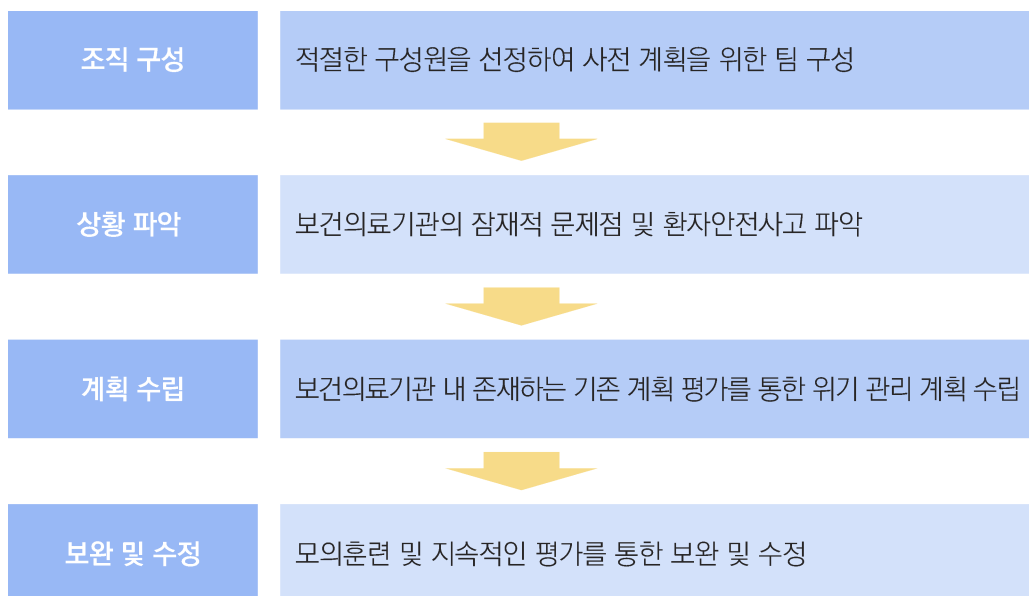 조직 구성
적절한 구성원을 선정하여 사전 계획을 위한 팀 구성
상황 파악
보건의료기관의 잠재적 문제점 및 환자안전사고 파악
계획 수립
보건의료기관 내 존재하는 기존 계획 평가를 통한 위기 관리 계획 수립
보완 및 수정
모의훈련 및 지속적인 평가를 통한 보완 및 수정